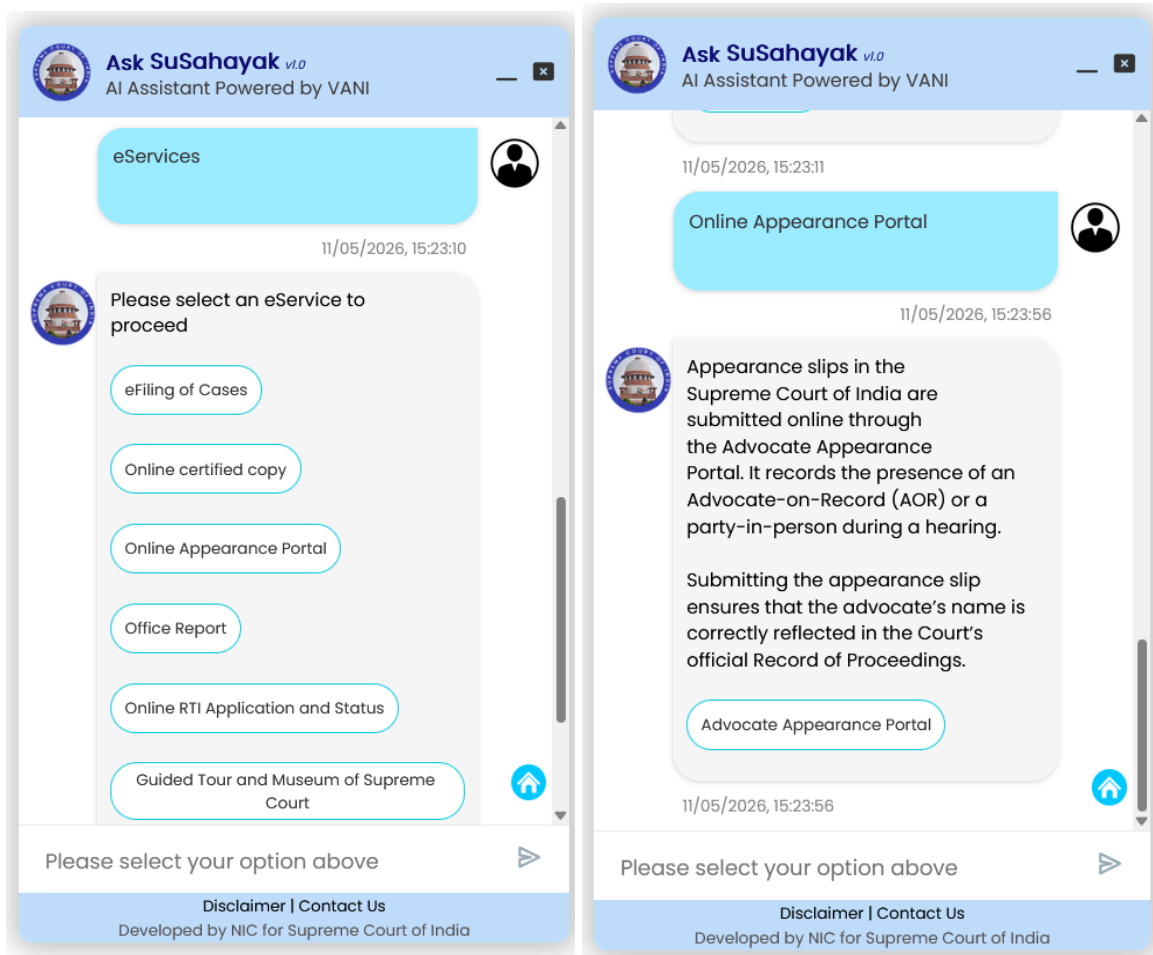 Ask SuSahayak v1.0
AI Assistant Powered by VANI
eServices
11/05/2026, 15:23:10
Please select an eService to
proceed
eFiling of Cases
Online certified copy
Online Appearance Portal
Office Report
Online RTI Application and Status
Guided Tour and Museum of Supreme
Court
Please select your option above
Disclaimer | Contact Us
Developed by NIC for Supreme Court of India
Ask SuSahayak v1.0
AI Assistant Powered by VANI
11/05/2026, 15:23:11
Online Appearance Portal
11/05/2026, 15:23:56
Appearance slips in the
Supreme Court of India are
submitted online through
the Advocate Appearance
Portal. It records the presence of an
Advocate-on-Record (AOR) or a
party-in-person during a hearing.
Submitting the appearance slip
ensures that the advocate’s name is
correctly reflected in the Court’s
official Record of Proceedings.
Advocate Appearance Portal
11/05/2026, 15:23:56
Please select your option above
Disclaimer | Contact Us
Developed by NIC for Supreme Court of India